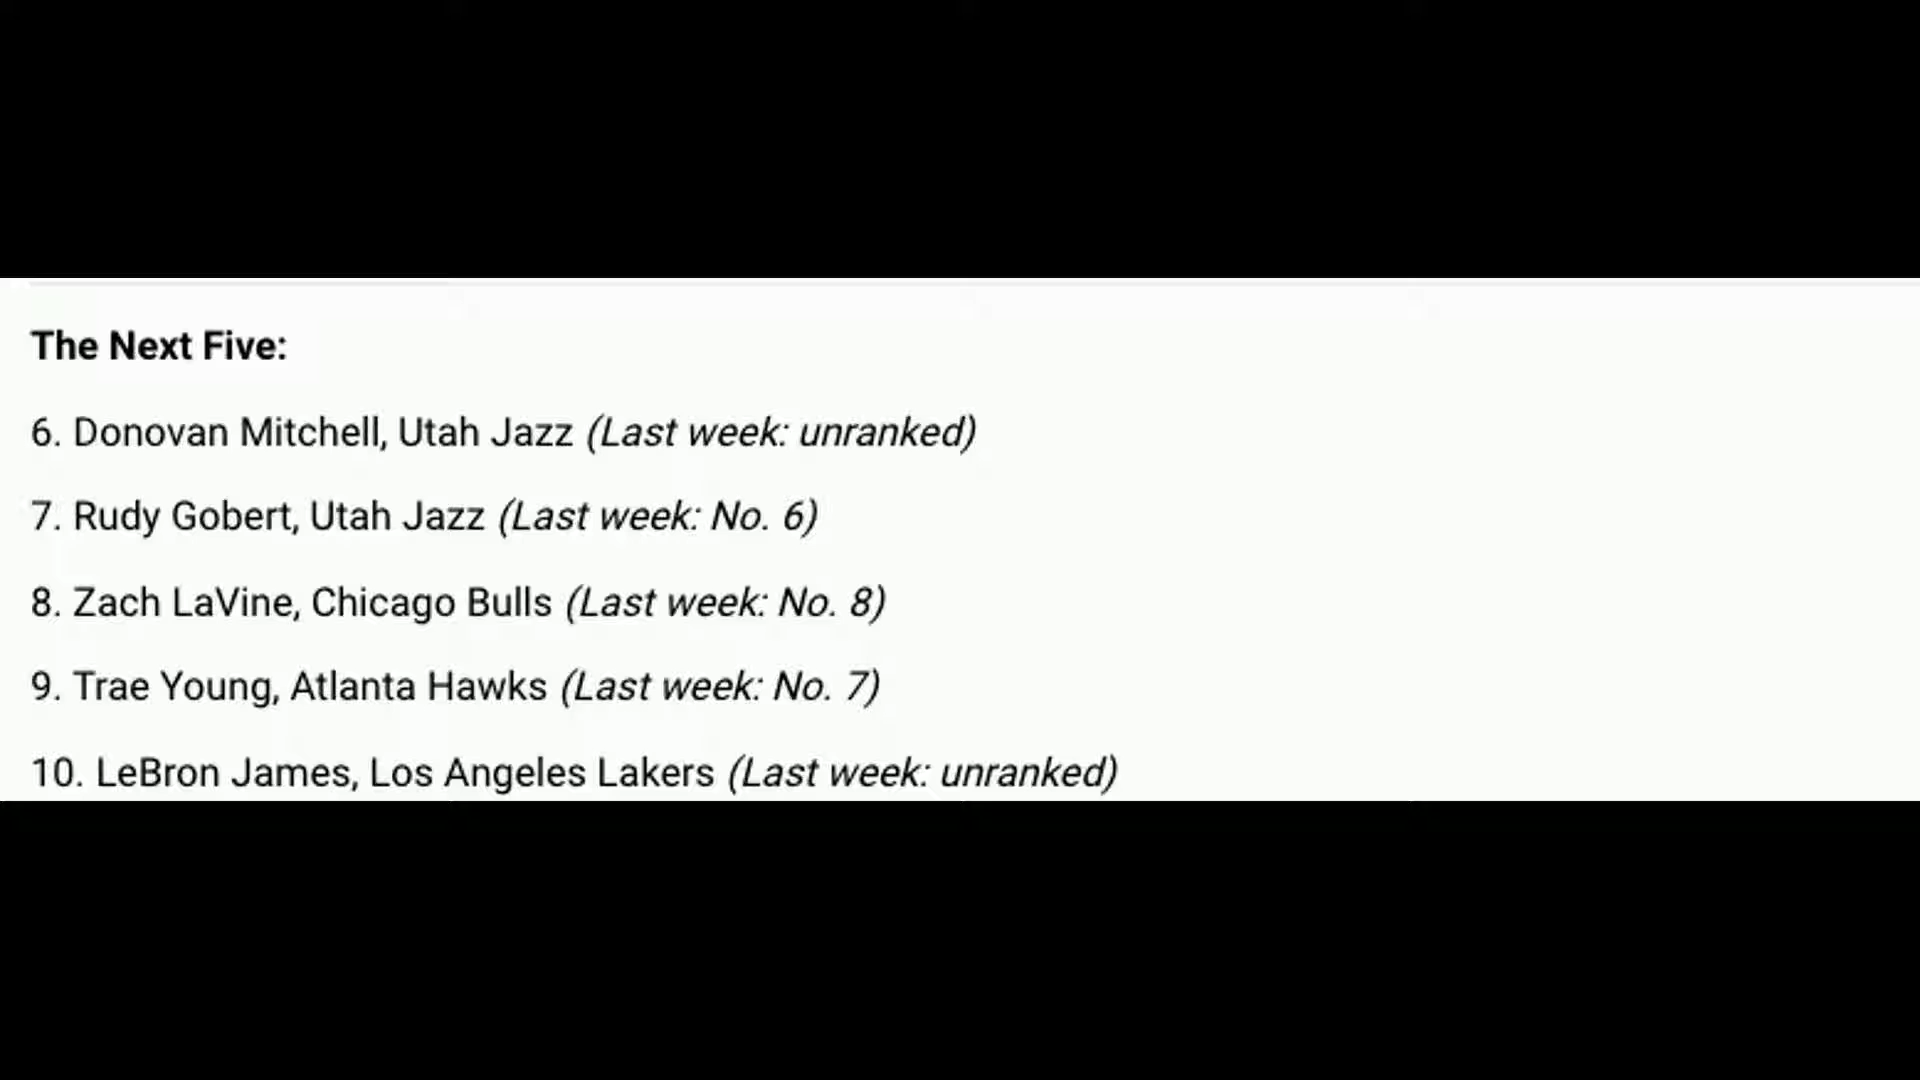 The Next Five:
6. Donovan Mitchell, Utah Jazz (Last week: unranked)
7. Rudy Gobert, Utah Jazz (Last week: No. 6)
8. Zach LaVine, Chicago Bulls (Last week: No. 8)
9. Trae Young, Atlanta Hawks (Last week: No. 7)
10. LeBron James, Los Angeles Lakers (Last week: unranked)